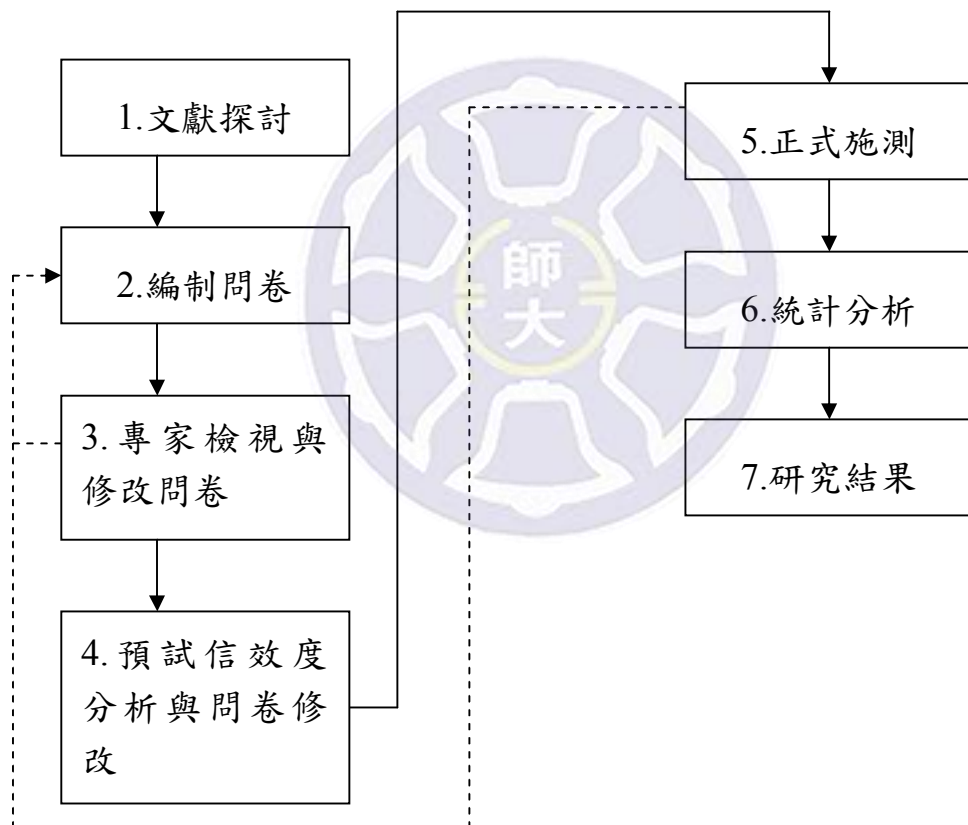 1.文獻探討
2.編制問卷
3.專家檢視與
修改問卷
4.預試信效度
分析與問卷修
改
5.正式施測
6.統計分析
7.研究結果
師
大